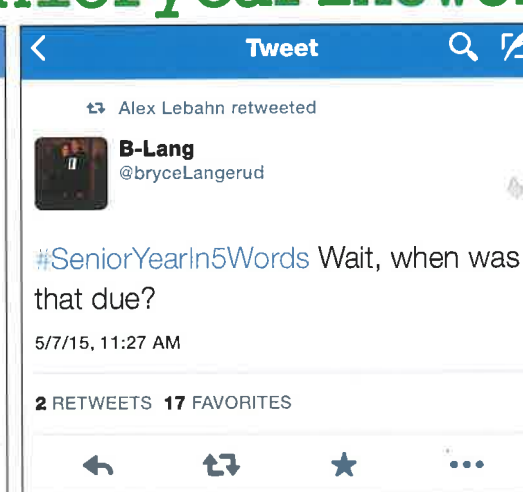 Tweet
Alex Lebahn retweeted
B-Lang
@bryceLangerud
#SeniorYearIn5Words Wait, when was
that due?
5/7/15, 11:27 AM
2 RETWEETS 17 FAVORITES